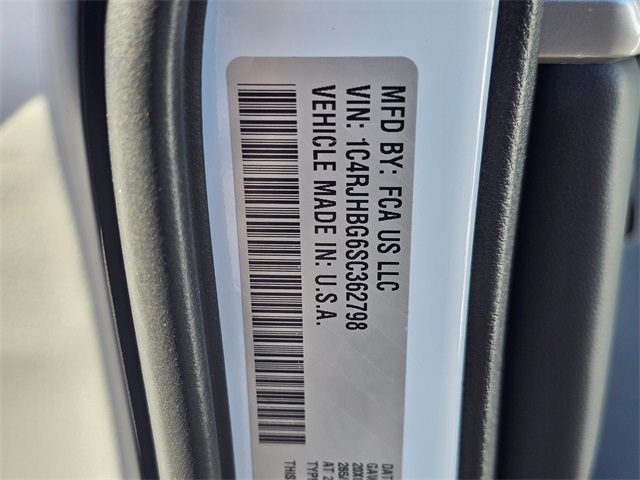 MFD BY: FCA US LLC
VIN: 1C4RJHBG6SC362798
VEHICLE MADE IN: U.S.A.